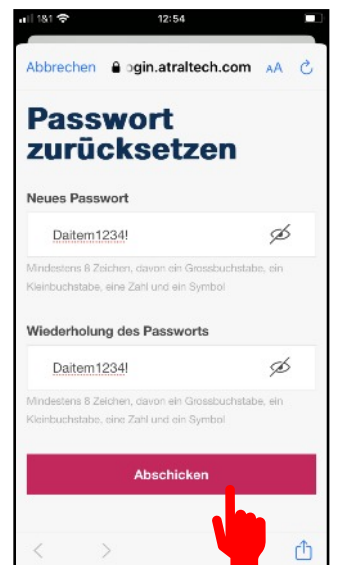 1&1 12:54
Abbrechen ogin.atraltech.com AA
Passwort
zurücksetzen
Neues Passwort
Daitem1234!
Mindestens 8 Zeichen, davon ein Grossbuchstabe, ein
Kleinbuchstabe, eine Zahl und ein Symbol
Wiederholung des Passworts
Daitem1234!
Mindestens 8 Zeichen, davon ein Grossbuchstabe, ein
Kleinbuchstabe, eine Zahl und ein Symbol
Abschicken